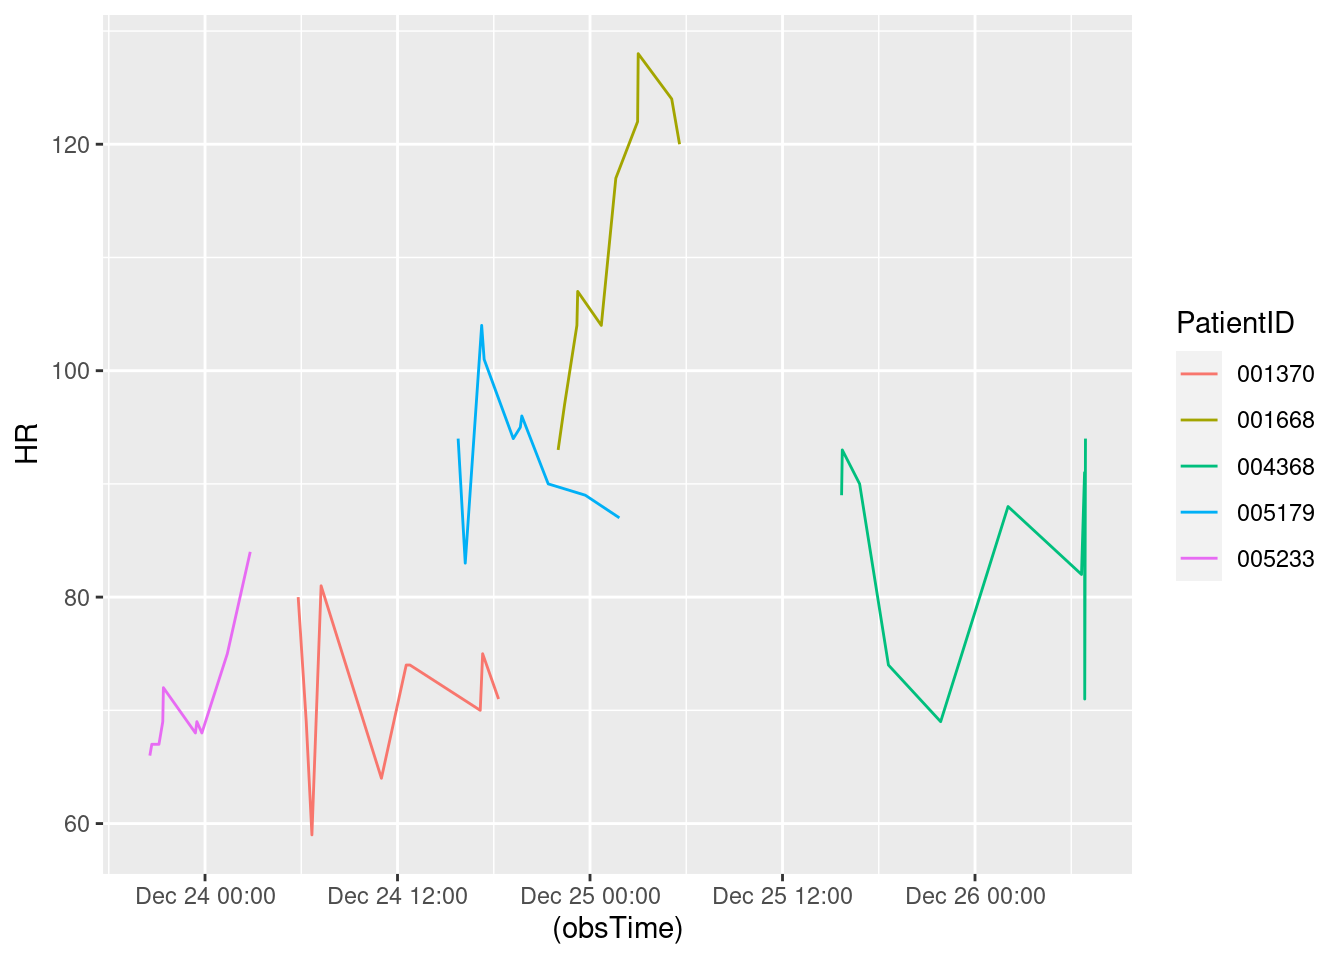 120
100
80
60
HR
Dec 24 00:00
Dec 24 12:00
Dec 25 00:00
Dec 25 12:00
Dec 26 00:00
(obsTime)
PatientID
001370
001668
004368
005179
005233